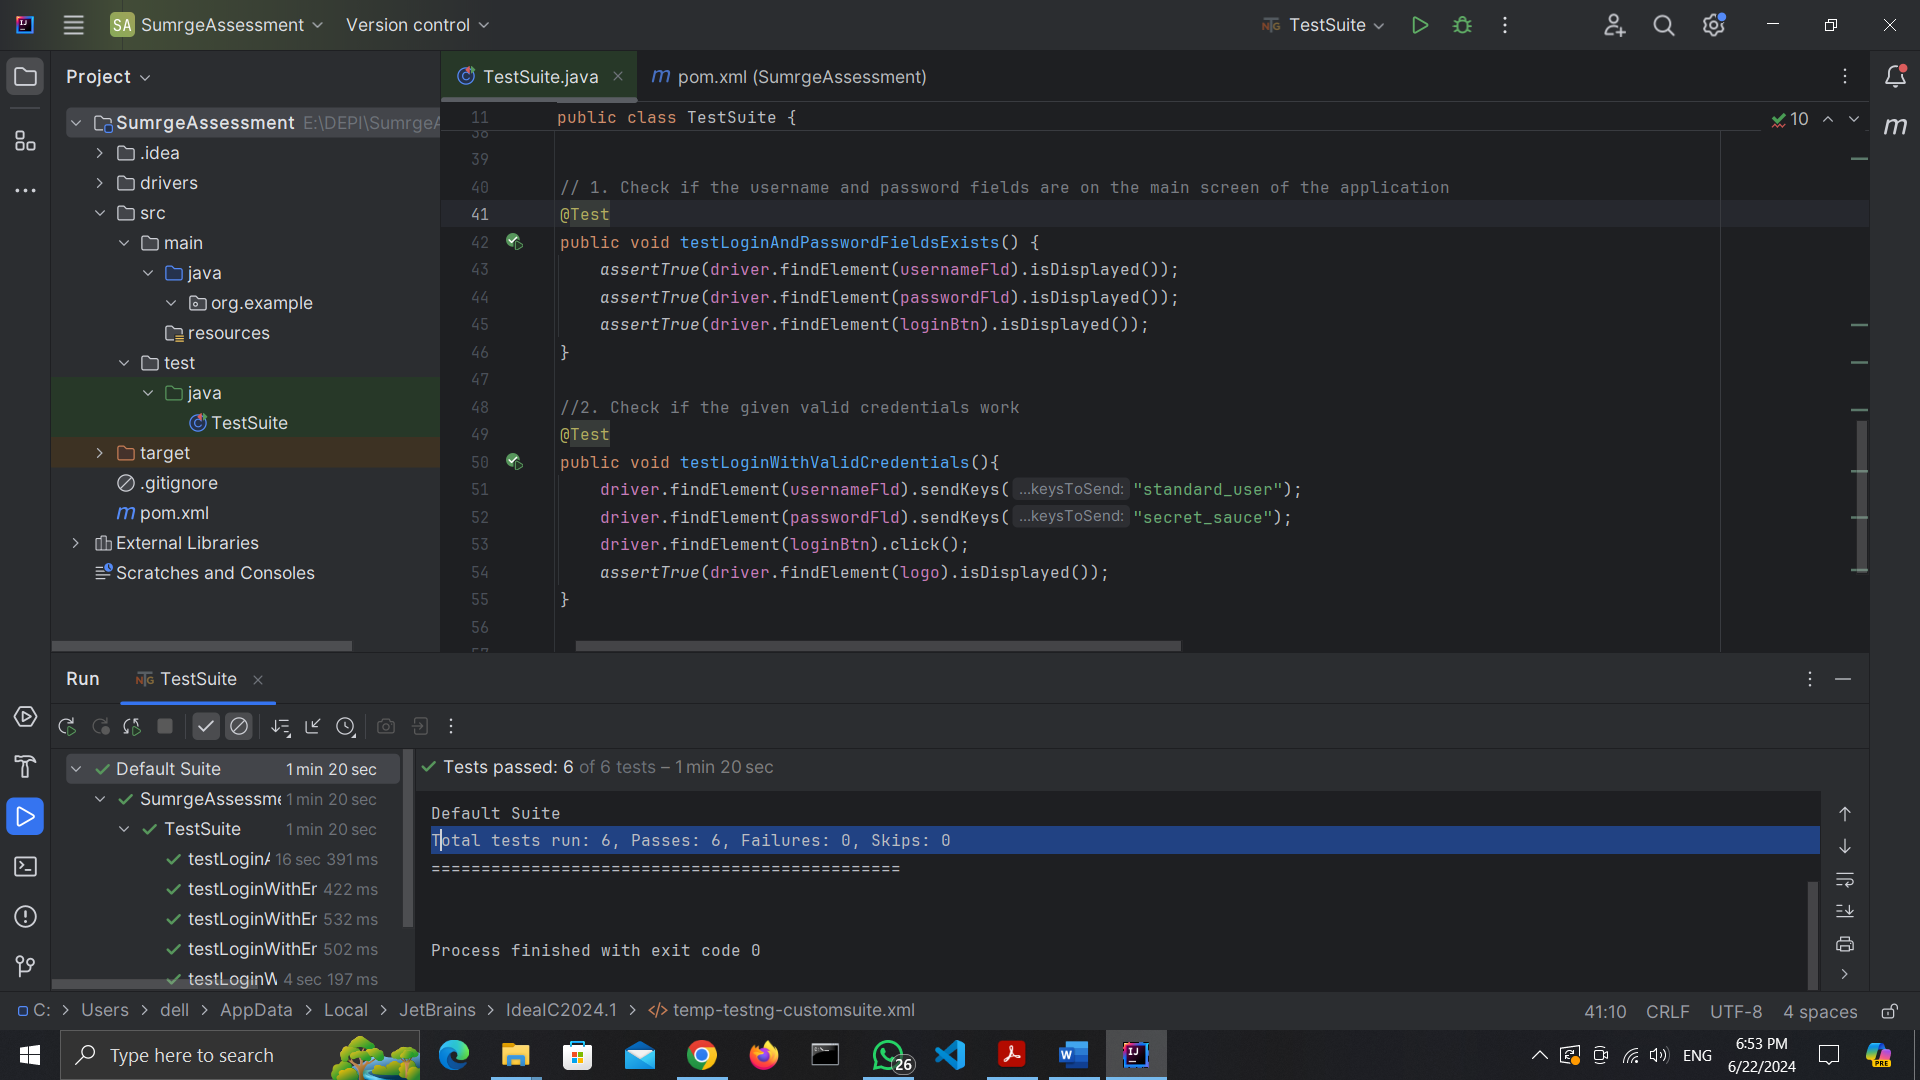 SA SumrgeAssessment Version control TestSuite
Project
TestSuite.java pom.xml (SumrgeAssessment)
SumrgeAssessment E:\DEPI\SumrgeA
.idea
drivers
src
main
java
org.example
resources
test
java
TestSuite
target
.gitignore
pom.xml
External Libraries
Scratches and Consoles
11 public class TestSuite {
10
38
39
40 // 1. Check if the username and password fields are on the main screen of the application
41 @Test
42 public void testLoginAndPasswordFieldsExists() {
43 assertTrue(driver.findElement(usernameFld).isDisplayed());
44 assertTrue(driver.findElement(passwordFld).isDisplayed());
45 assertTrue(driver.findElement(loginBtn).isDisplayed());
46 }
47
48 //2. Check if the given valid credentials work
49 @Test
50 public void testLoginWithValidCredentials(){
51 driver.findElement(usernameFld).sendKeys( ...keysToSend: "standard_user");
52 driver.findElement(passwordFld).sendKeys( ...keysToSend: "secret_sauce");
53 driver.findElement(loginBtn).click();
54 assertTrue(driver.findElement(logo).isDisplayed());
55 }
56
Run TestSuite
Default Suite 1 min 20 sec
SumrgeAssessme 1 min 20 sec
TestSuite 1 min 20 sec
testLoginA 16 sec 391 ms
testLoginWithEr 422 ms
testLoginWithEr 532 ms
testLoginWithEr 502 ms
testLoginW 4 sec 197 ms
Tests passed: 6 of 6 tests – 1 min 20 sec
Default Suite
Total tests run: 6, Passes: 6, Failures: 0, Skips: 0
===============================================
Process finished with exit code 0
C: > Users > dell > AppData > Local > JetBrains > IdeaIC2024.1 > temp-testng-customsuite.xml
41:10 CRLF UTF-8 4 spaces
Type here to search
26
ENG
6:53 PM
6/22/2024
PRE